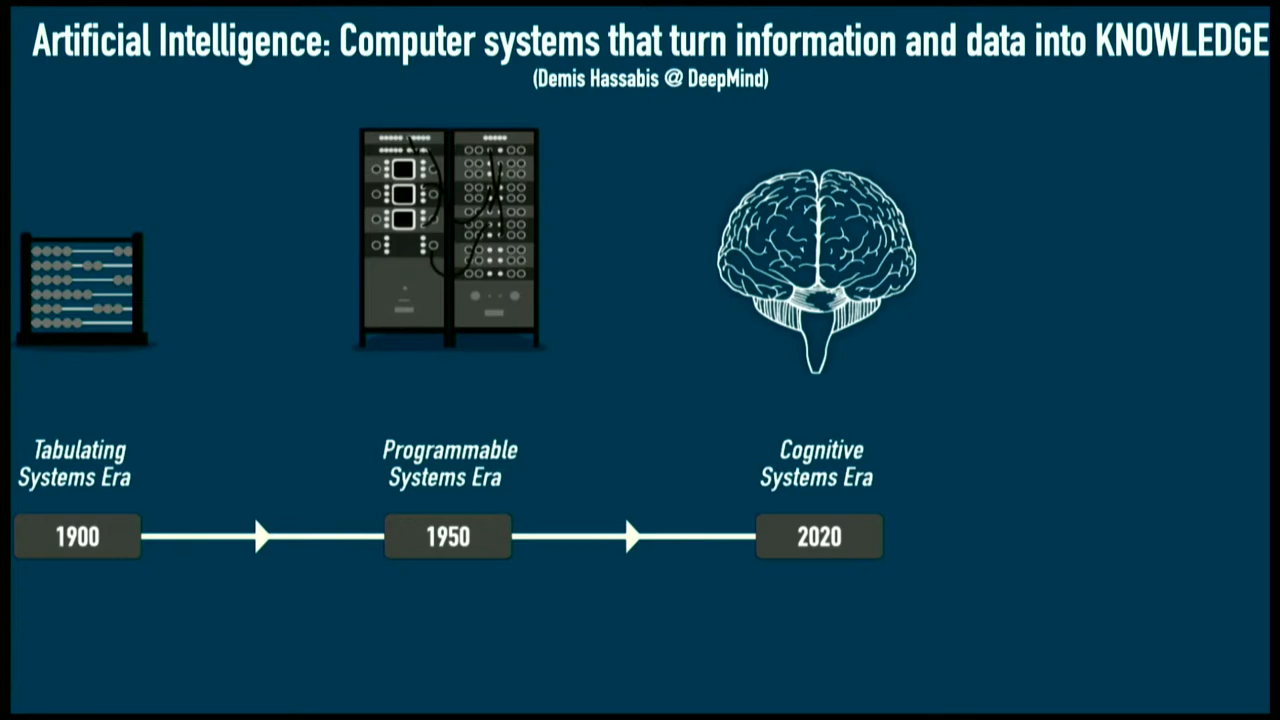 Artificial Intelligence: Computer systems that turn information and data into KNOWLEDGE
(Demis Hassabis @ DeepMind)
Tabulating
Systems Era
Programmable
Systems Era
Cognitive
Systems Era
1900
1950
2020